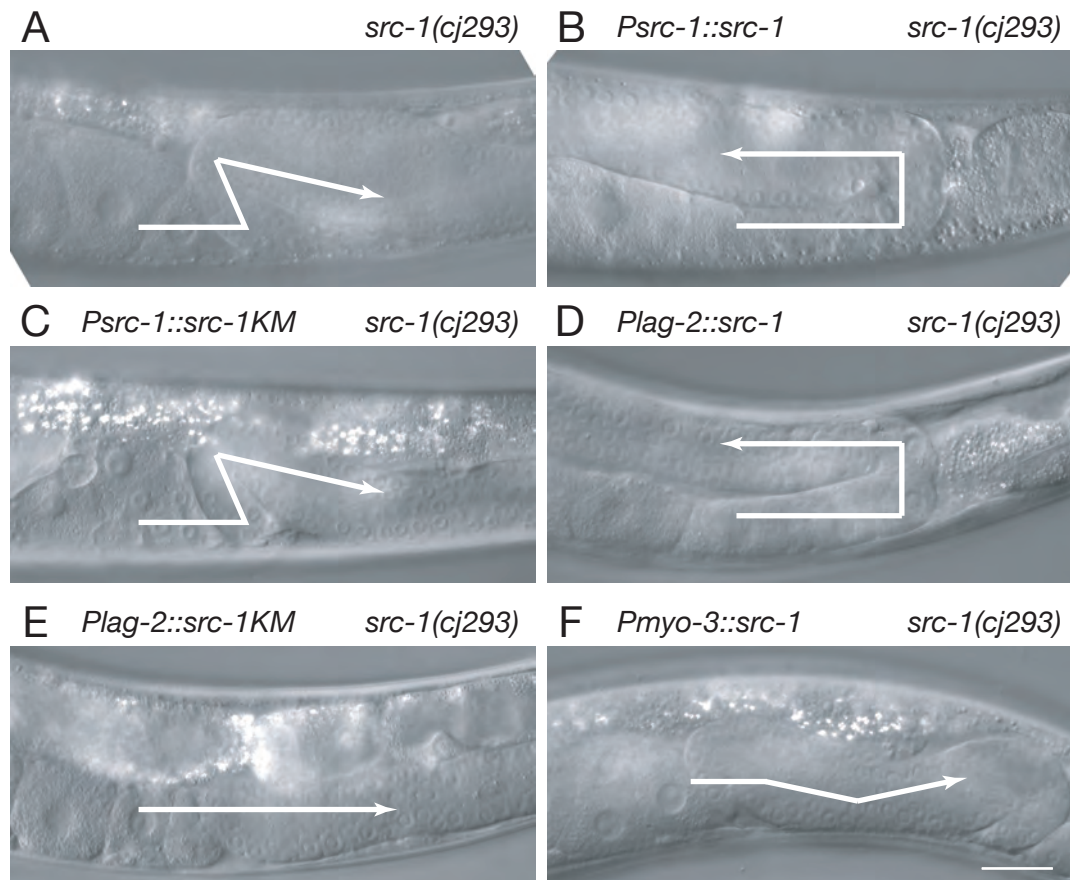 A src-1(cj293)
B Psrc-1::src-1 src-1(cj293)
C Psrc-1::src-1KM src-1(cj293)
D Plag-2::src-1 src-1(cj293)
E Plag-2::src-1KM src-1(cj293)
F Pmyo-3::src-1 src-1(cj293)